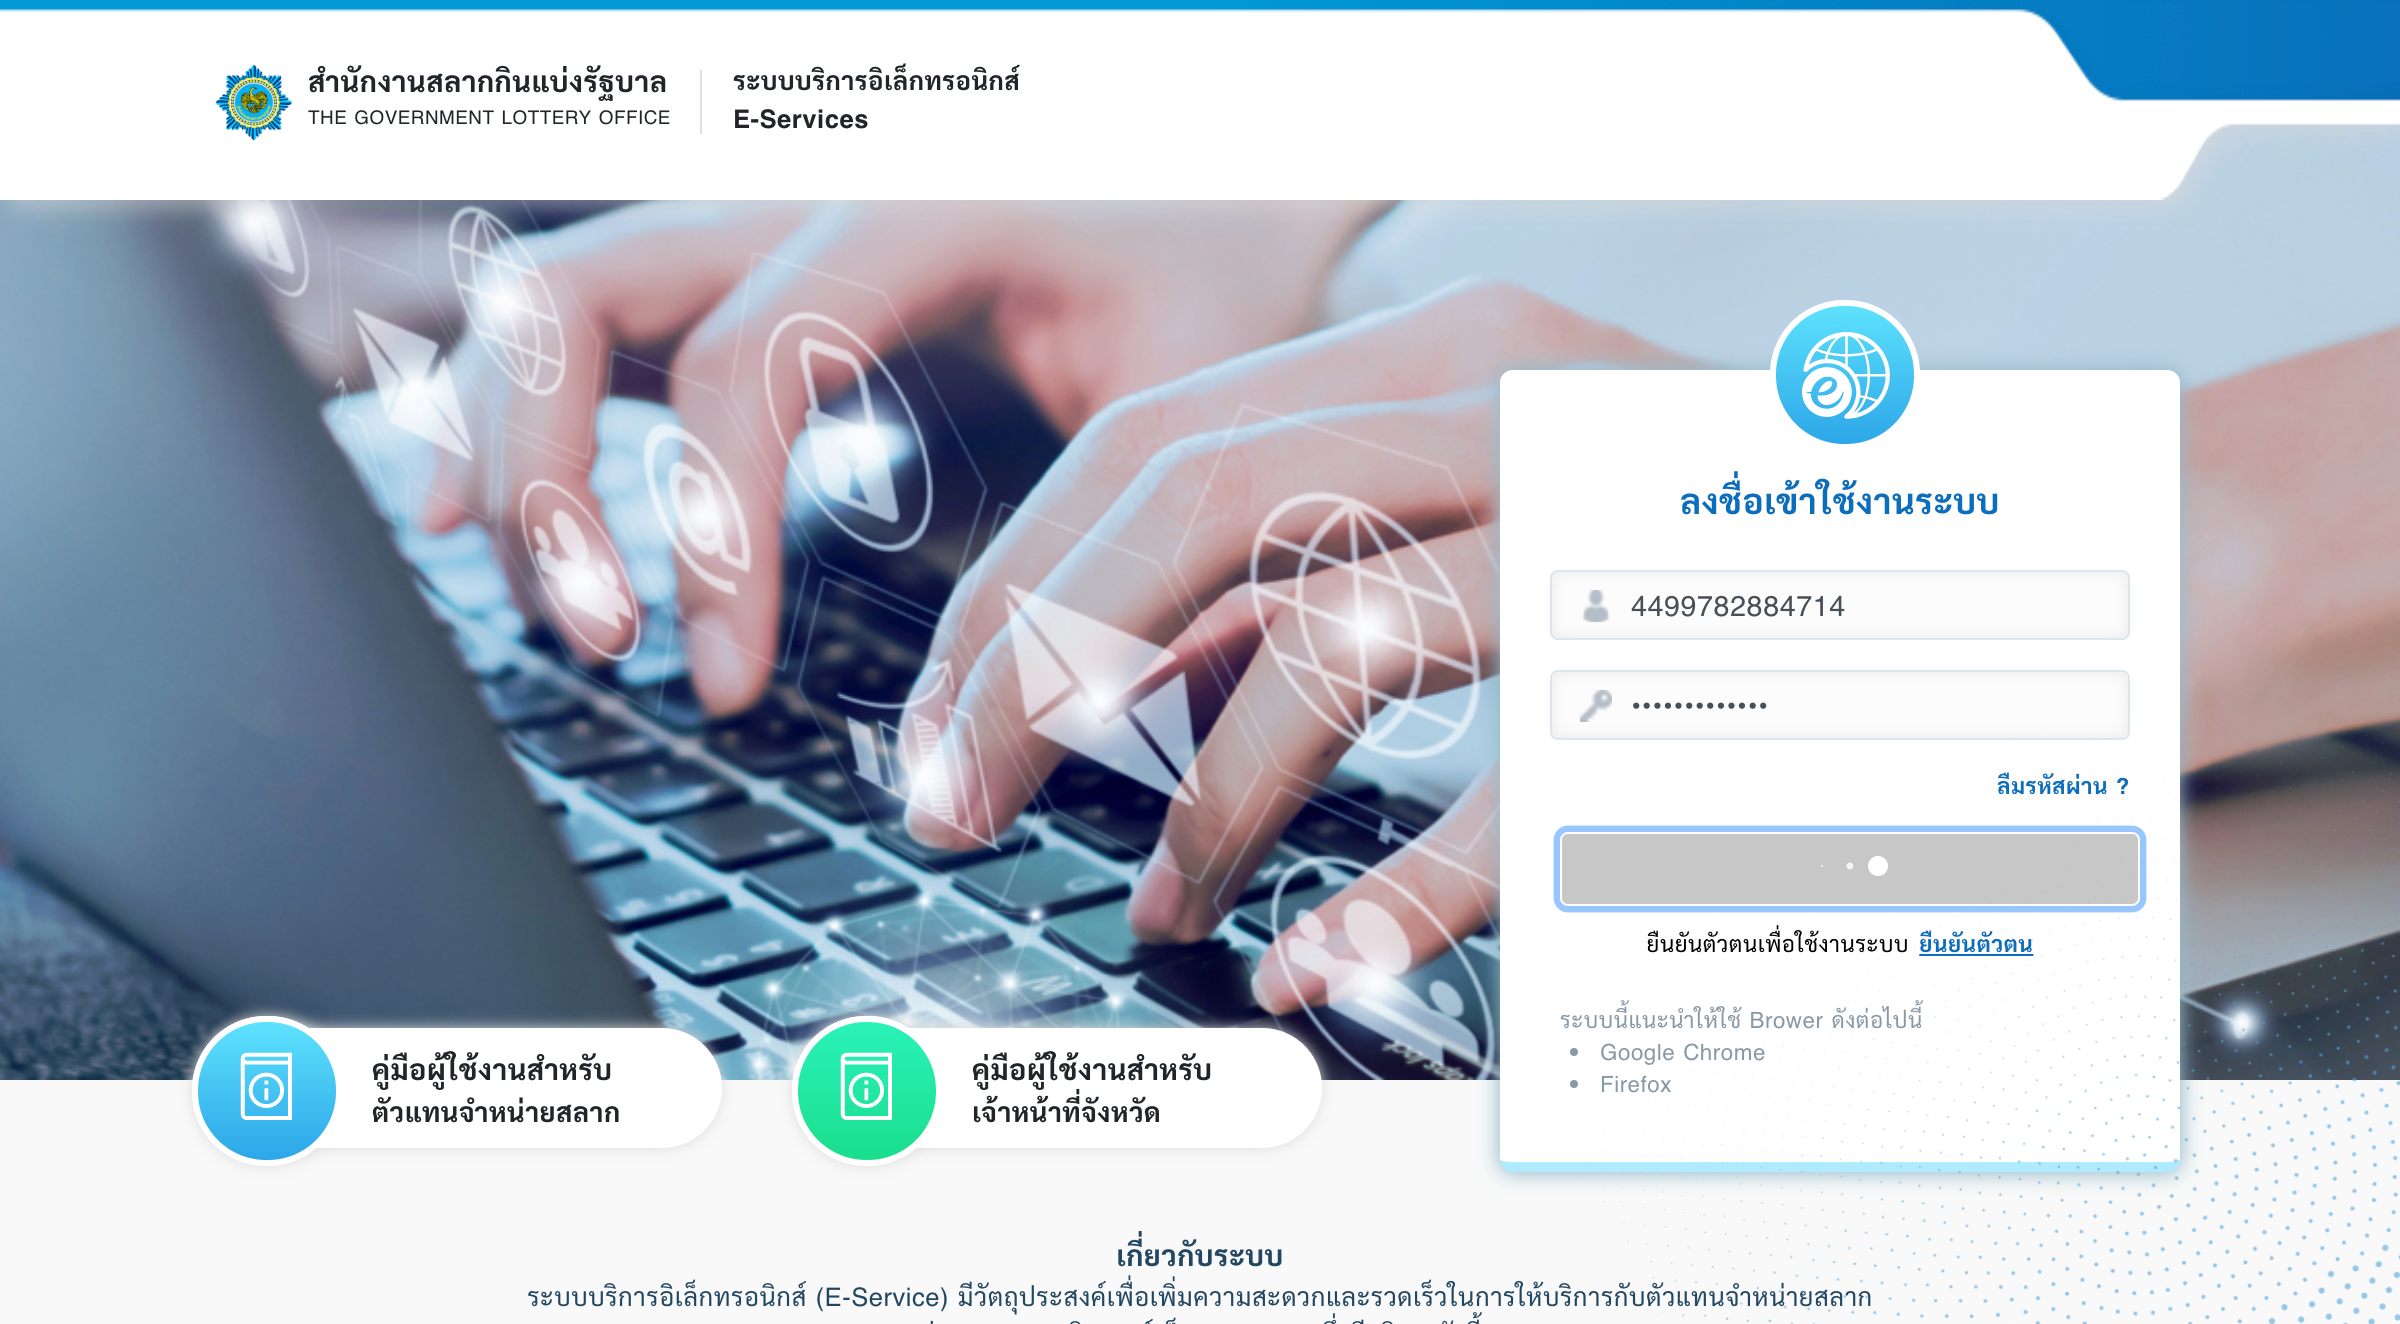 สำนักงานสลากกินแบ่งรัฐบาล
THE GOVERNMENT LOTTERY OFFICE
ระบบบริการอิเล็กทรอนิกส์
E-Services
ลงชื่อเข้าใช้งานระบบ
4499782884714
•••••••••••••
ลืมรหัสผ่าน ?
ยืนยันตัวตนเพื่อใช้งานระบบ ยืนยันตัวตน
ระบบนี้แนะนำให้ใช้ Brower ดังต่อไปนี้
• Google Chrome
• Firefox
คู่มือผู้ใช้งานสำหรับ
ตัวแทนจำหน่ายสลาก
คู่มือผู้ใช้งานสำหรับ
เจ้าหน้าที่จังหวัด
เกี่ยวกับระบบ
ระบบบริการอิเล็กทรอนิกส์ (E-Service) มีวัตถุประสงค์เพื่อเพิ่มความสะดวกและรวดเร็วในการให้บริการกับตัวแทนจำหน่ายสลาก